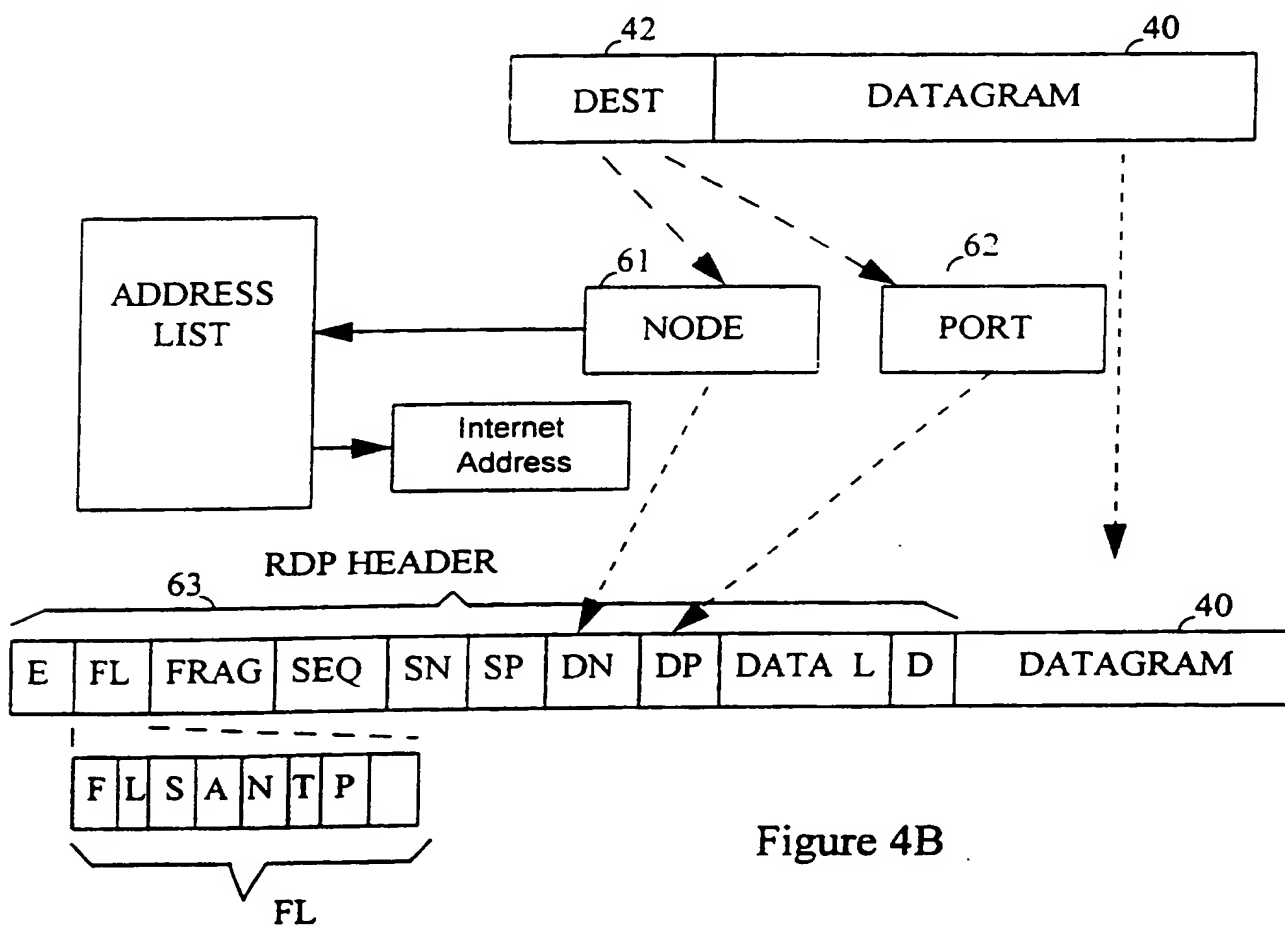 42
40
DEST DATAGRAM
61
62
ADDRESS
LIST
NODE
PORT
Internet
Address
RDP HEADER
63
40
E FL FRAG SEQ SN SP DN DP DATA L D DATAGRAM
F L S A N T P
FL
Figure 4B